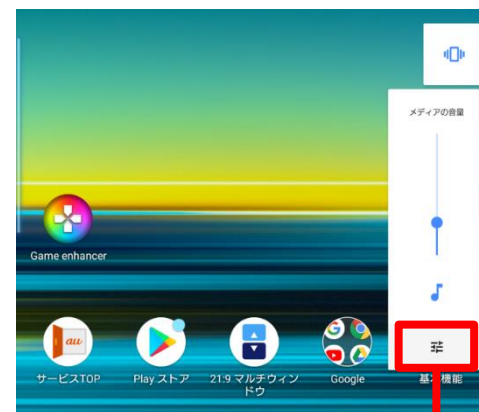 メディアの音量
Game enhancer
au
サービスTOP
Play ストア
21:9 マルチウィン
ドウ
Google
基本機能